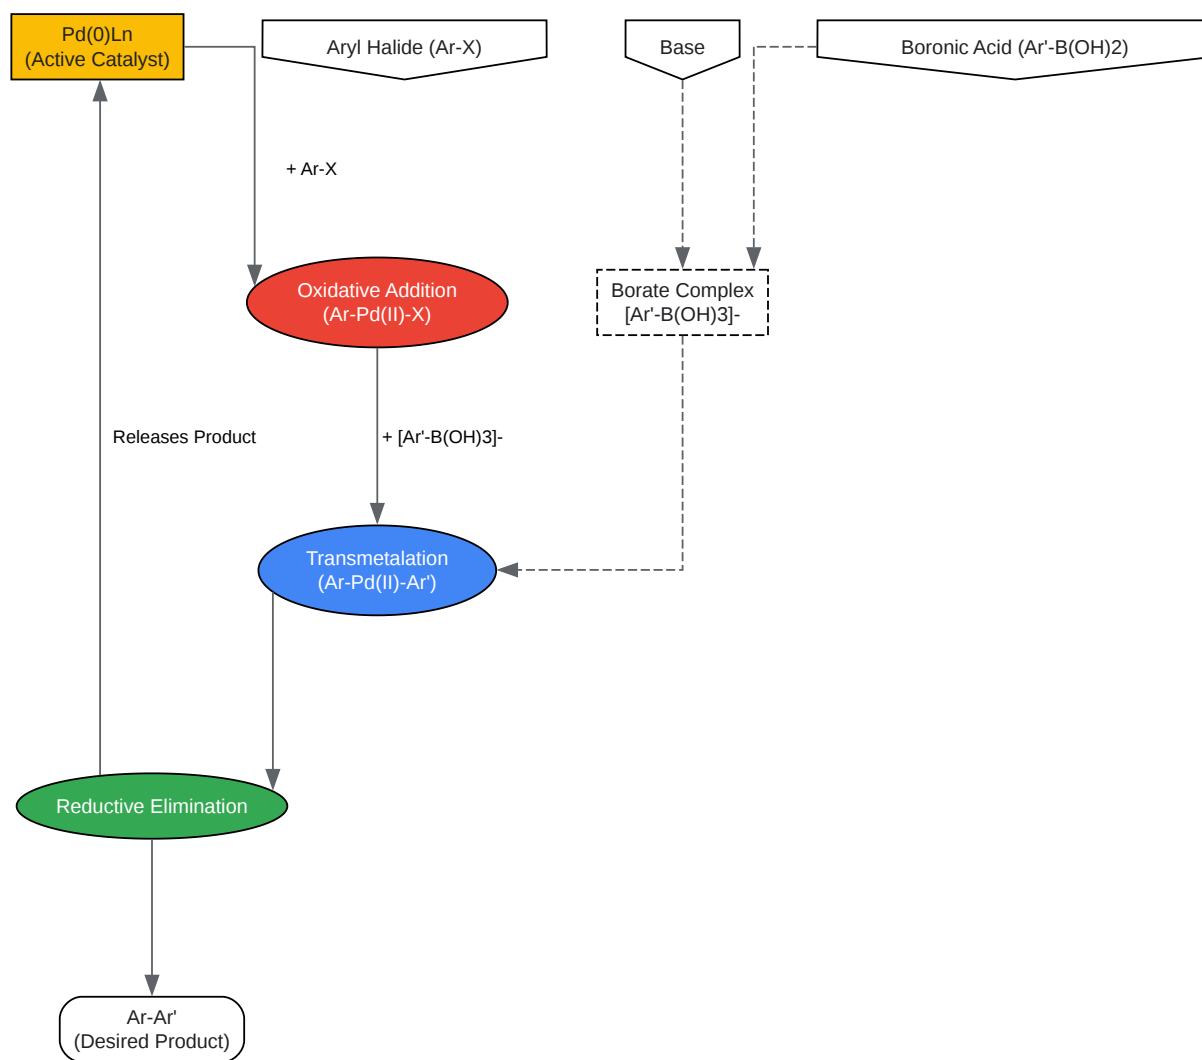 Pd(0)Ln
(Active Catalyst)
Aryl Halide (Ar-X)
Base
Boronic Acid (Ar'-B(OH)2)
+ Ar-X
Oxidative Addition
(Ar-Pd(II)-X)
Borate Complex
[Ar'-B(OH)3]-
Releases Product
+ [Ar'-B(OH)3]-
Transmetalation
(Ar-Pd(II)-Ar')
Reductive Elimination
Ar-Ar'
(Desired Product)